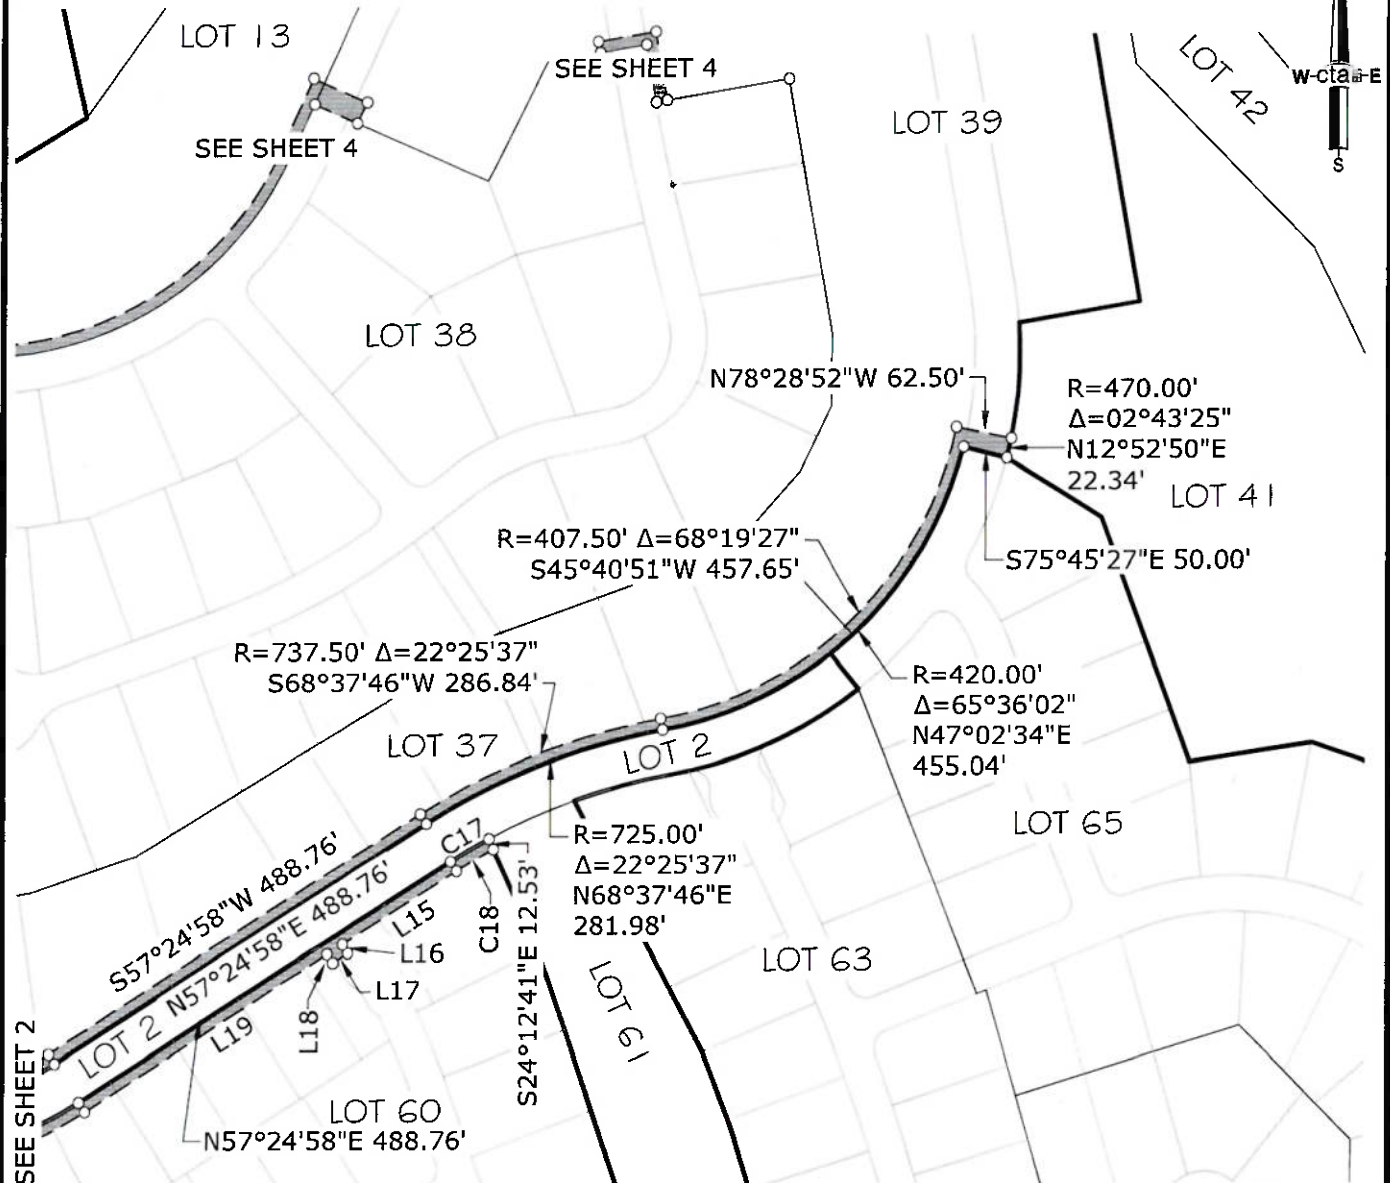 LOT 13
SEE SHEET 4
LOT 39
LOT 42
W-cta-E
S
SEE SHEET 4
LOT 38
N78°28'52"W 62.50'
R=470.00'
Δ=02°43'25"
N12°52'50"E
22.34'
LOT 41
R=407.50' Δ=68°19'27"
S45°40'51"W 457.65'
S75°45'27"E 50.00'
R=737.50' Δ=22°25'37"
S68°37'46"W 286.84'
R=420.00'
Δ=65°36'02"
N47°02'34"E
455.04'
LOT 37
LOT 2
LOT 65
R=725.00'
Δ=22°25'37"
N68°37'46"E
281.98'
C17
C18
S24°12'41"E 12.53'
S57°24'58"W 488.76'
N57°24'58"E 488.76'
L15
L16
L17
L18
L19
LOT 63
LOT 61
LOT 2
SEE SHEET 2
LOT 60
N57°24'58"E 488.76'